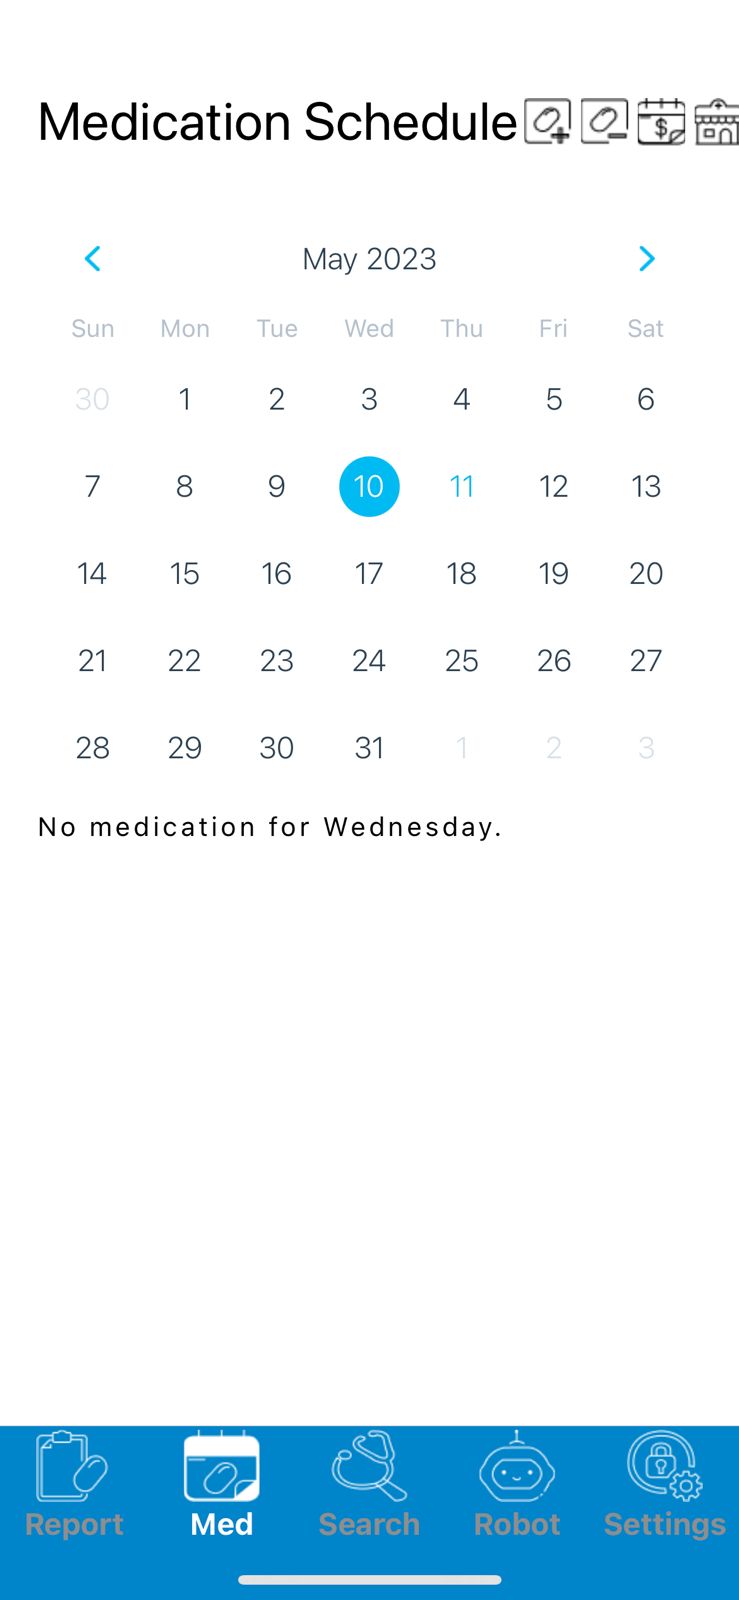 Medication Schedule
May 2023
Sun Mon Tue Wed Thu Fri Sat
30 1 2 3 4 5 6
7 8 9 10 11 12 13
14 15 16 17 18 19 20
21 22 23 24 25 26 27
28 29 30 31 1 2 3
No medication for Wednesday.
Report Med Search Robot Settings